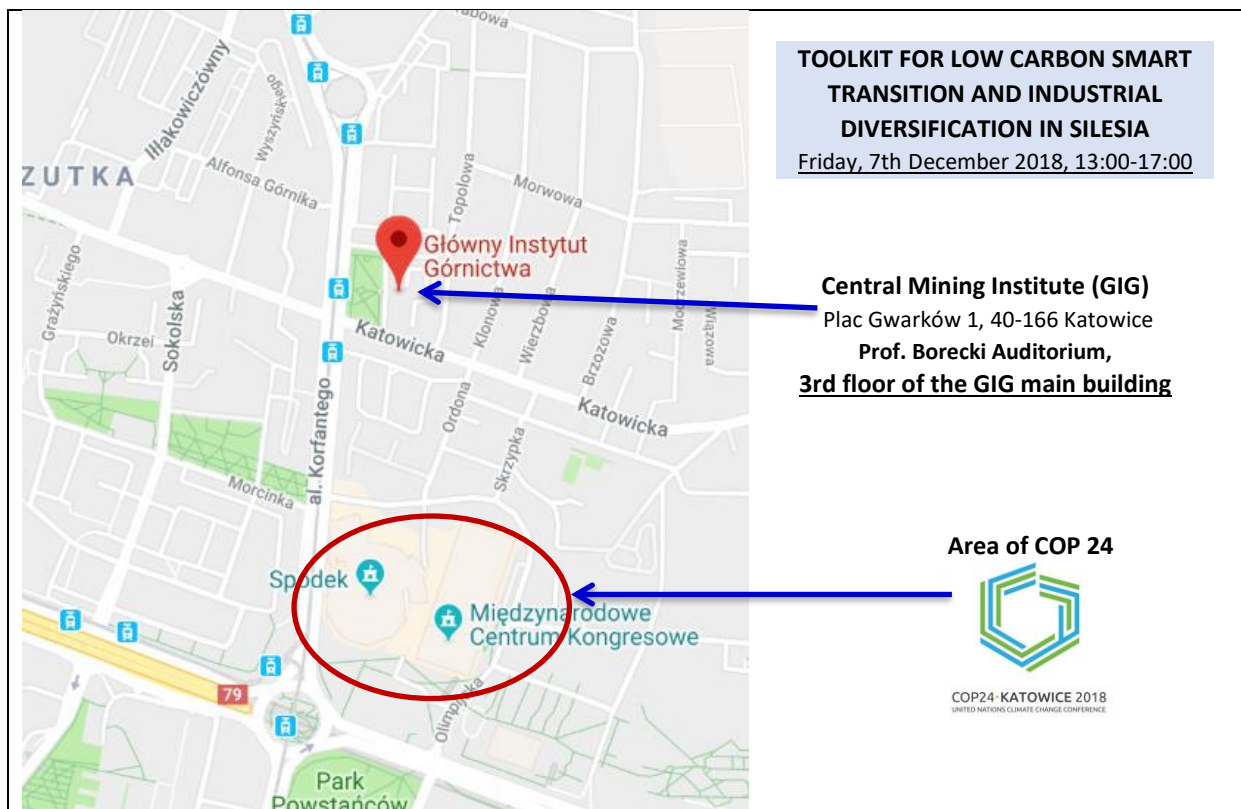 rabowa
TOOLKIT FOR LOW CARBON SMART
TRANSITION AND INDUSTRIAL
DIVERSIFICATION IN SILESIA
Friday, 7th December 2018, 13:00-17:00
Iłłakowiczówny
Wyszyńskiego
ZUTKA
Alfonsa Górnika
Topolowa
Morwowa
Główny Instytut
Górnictwa
Grażyńskiego
Sokolska
Okrzei
Klonowa
Wierzbowa
Brzozowa
Modrzewiowa
Wiązowa
Central Mining Institute (GIG)
Plac Gwarków 1, 40-166 Katowice
Prof. Borecki Auditorium,
3rd floor of the GIG main building
Katowicka
Ordona
Katowicka
Skrzypka
al. Korfantego
Morcinka
Area of COP 24
Spodek
Międzynarodowe
Centrum Kongresowe
79
Olimpijska
COP24·KATOWICE 2018
UNITED NATIONS CLIMATE CHANGE CONFERENCE
Park
Powstańców